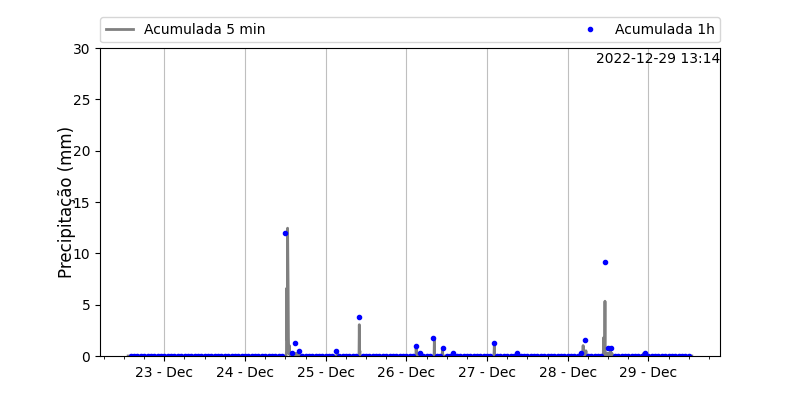 Acumulada 5 min
Acumulada 1h
2022-12-29 13:14
Precipitação (mm)
30
25
20
15
10
5
0
23 - Dec
24 - Dec
25 - Dec
26 - Dec
27 - Dec
28 - Dec
29 - Dec